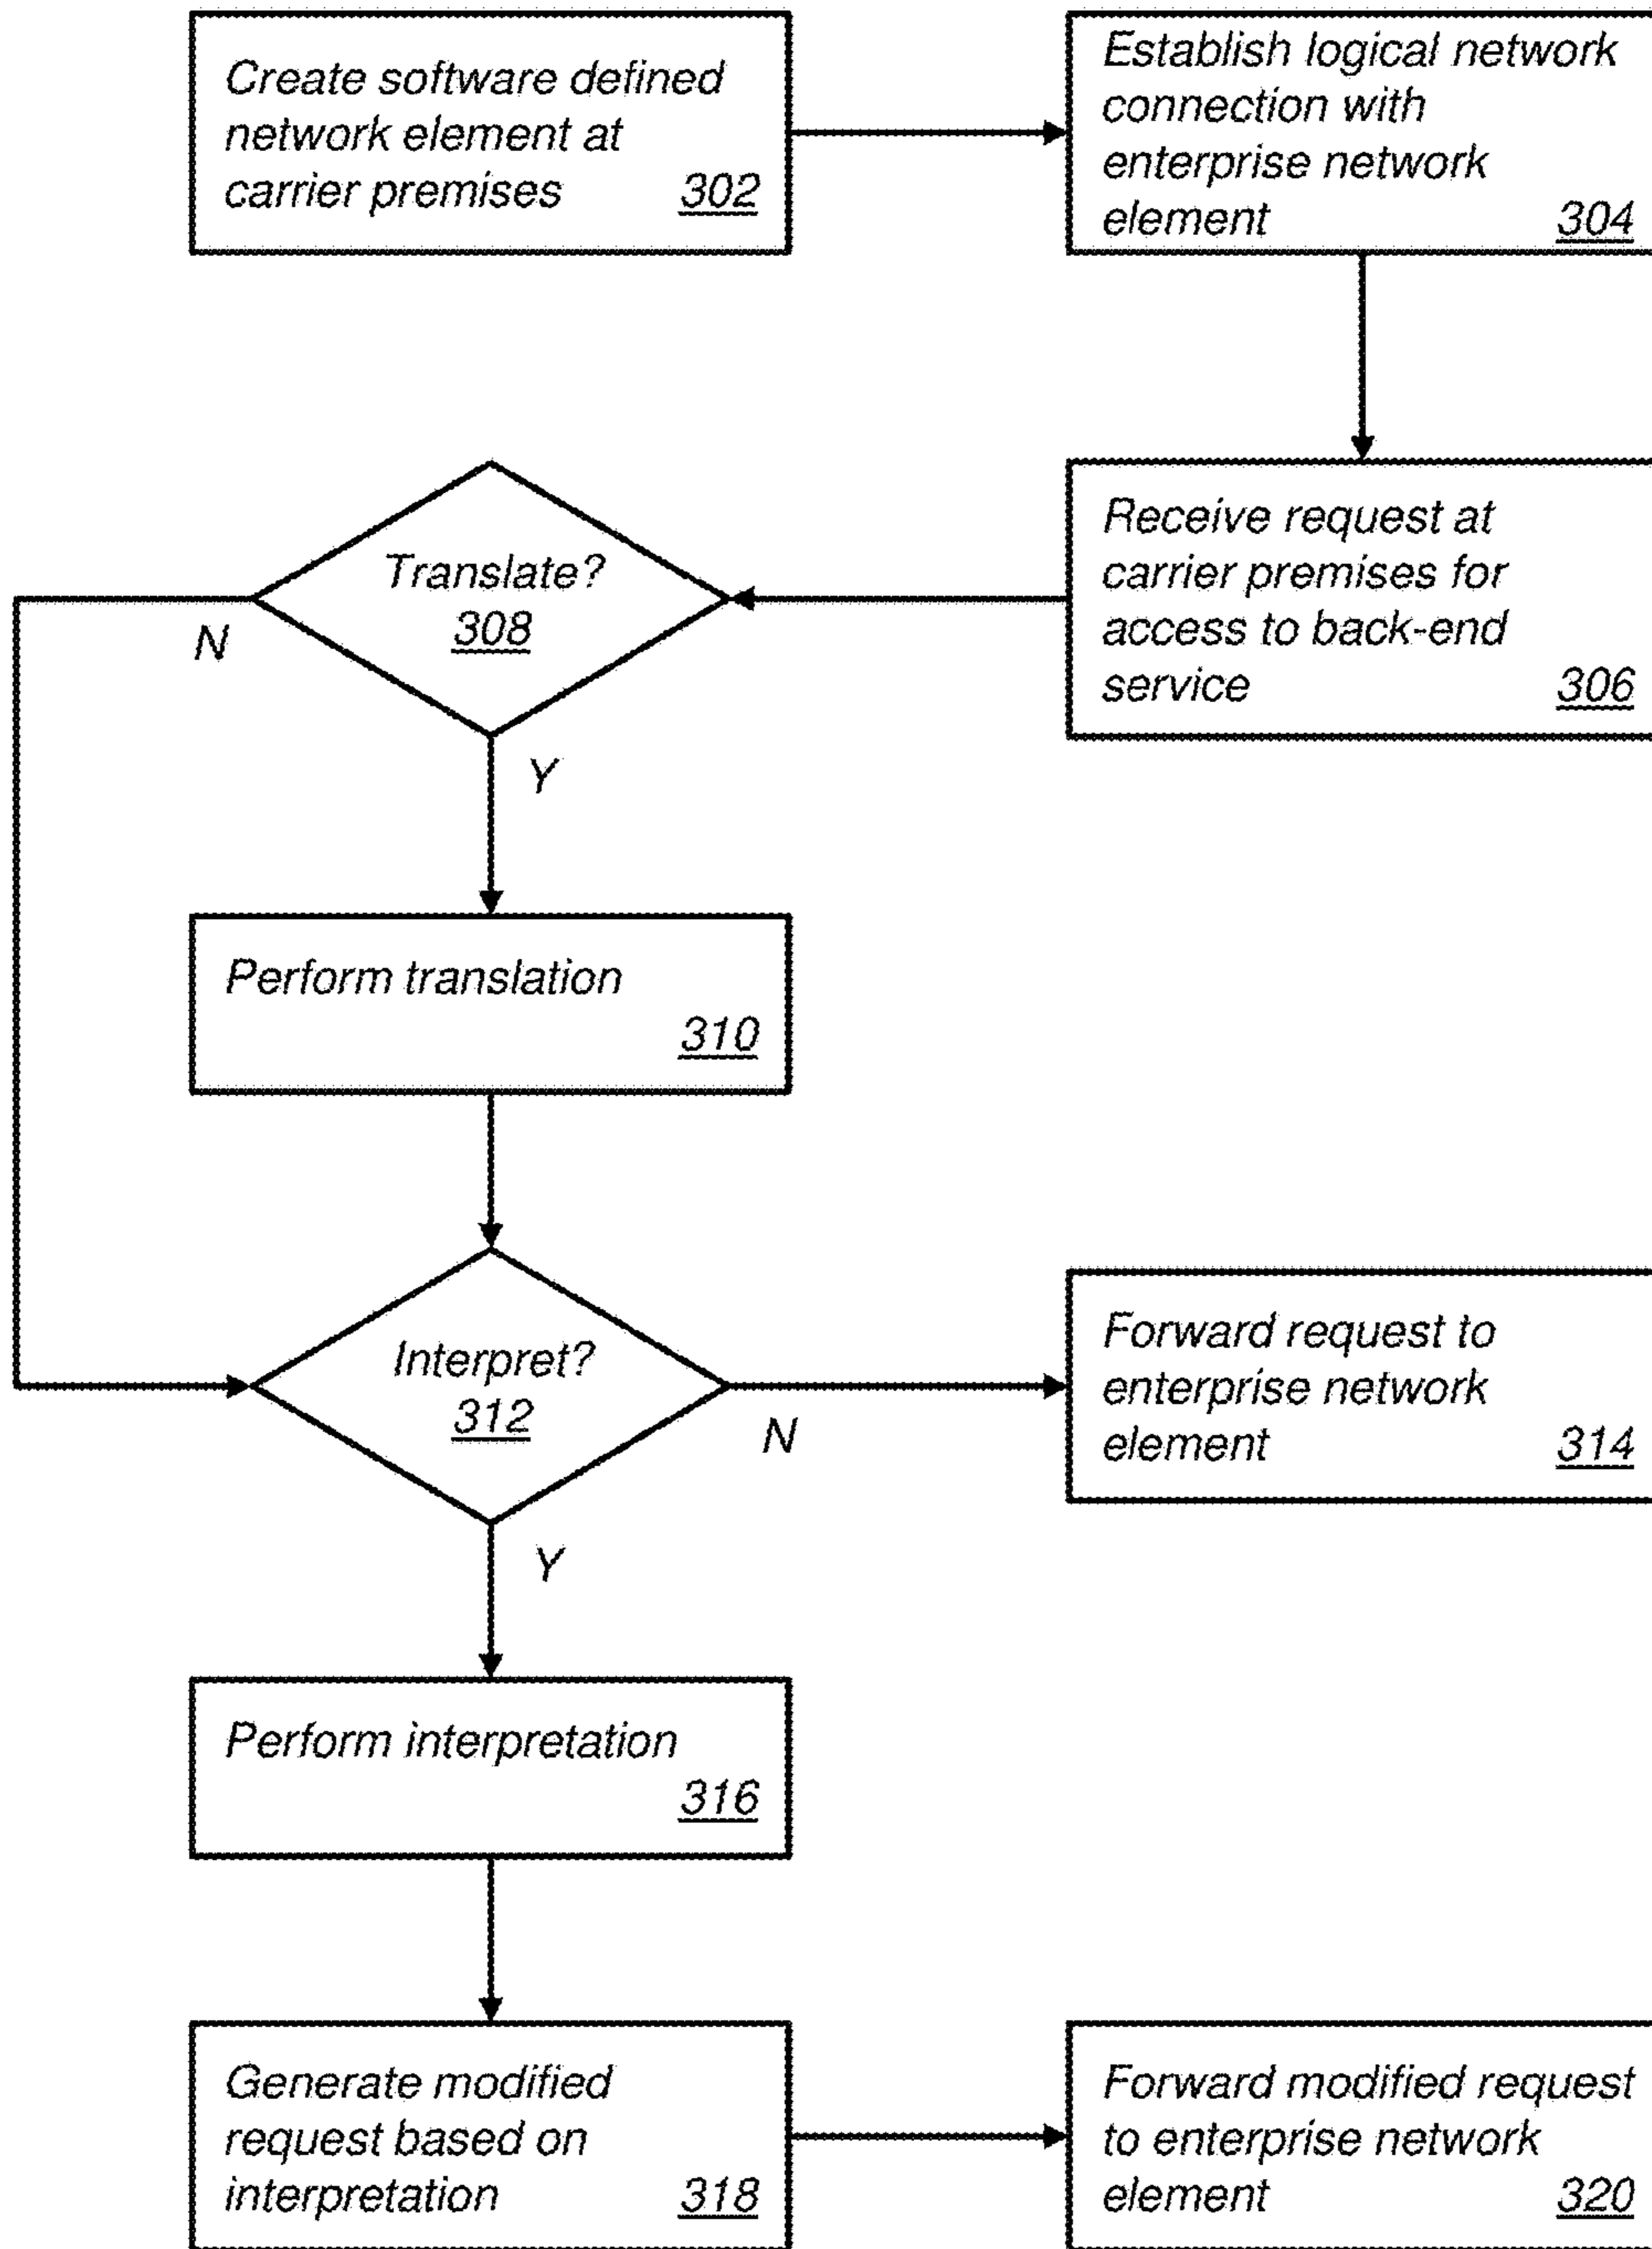 Create software defined
network element at
carrier premises 302
Establish logical network
connection with
enterprise network
element 304
Receive request at
carrier premises for
access to back-end
service 306
Translate?
308
N
Y
Perform translation
310
Interpret?
312
N
Y
Forward request to
enterprise network
element 314
Perform interpretation
316
Generate modified
request based on
interpretation 318
Forward modified request
to enterprise network
element 320